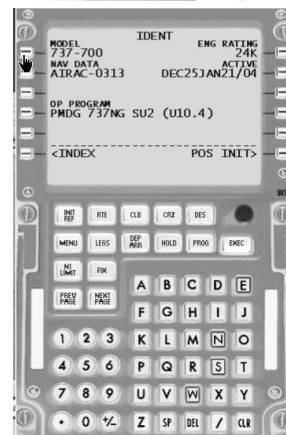 IDENT
MODEL ENG RATING
737-700 24K
NAV DATA ACTIVE
AIRAC-0313 DEC25JAN21/04
OP PROGRAM
PMDG 737NG SU2 (U10.4)
<INDEX POS INIT>
INIT REF RTE CLB CRZ DES
MENU LEGS DEP ARR HOLD PROG EXEC
N1 LIMIT FIX
PREV PAGE NEXT PAGE
A B C D E
F G H I J
1 2 3 K L M N O
4 5 6 P Q R S T
7 8 9 U V W X Y
• 0 +/- Z SP DEL / CLR